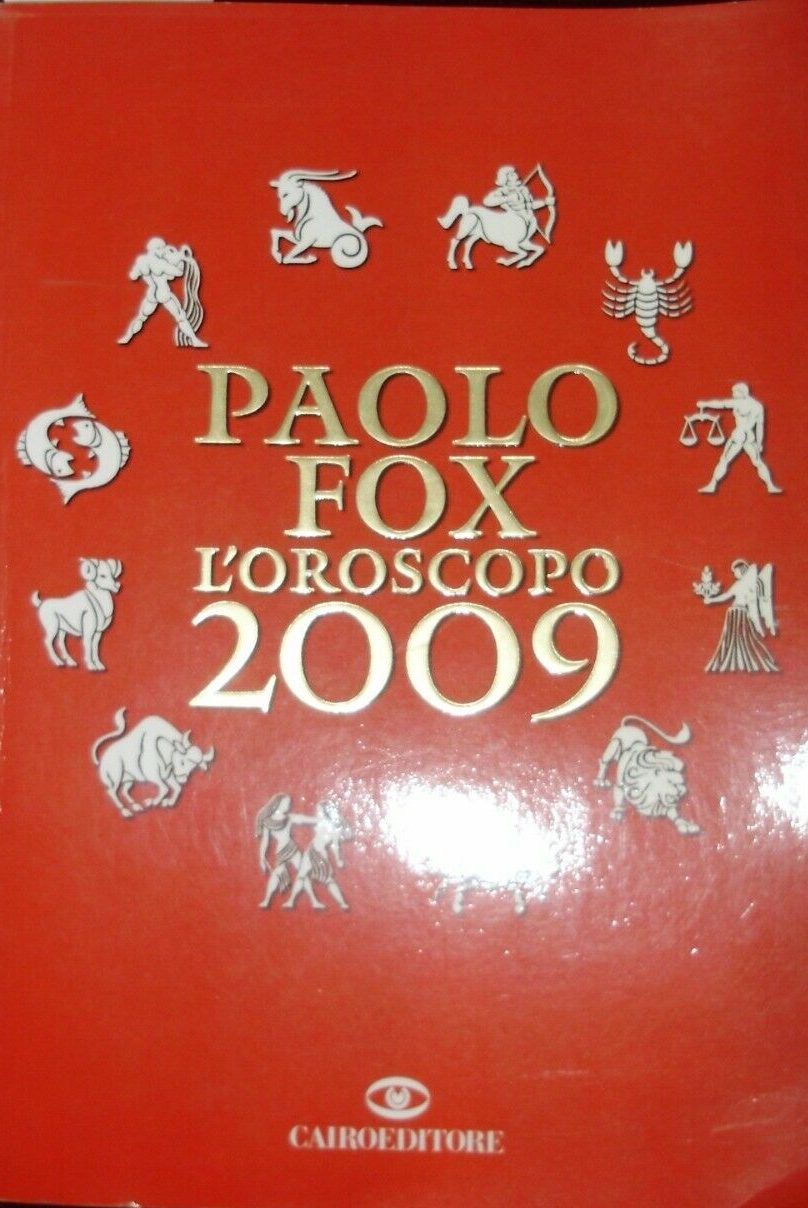 PAOLO
FOX
L'OROSCOPO
2009
CAIROEDITORE